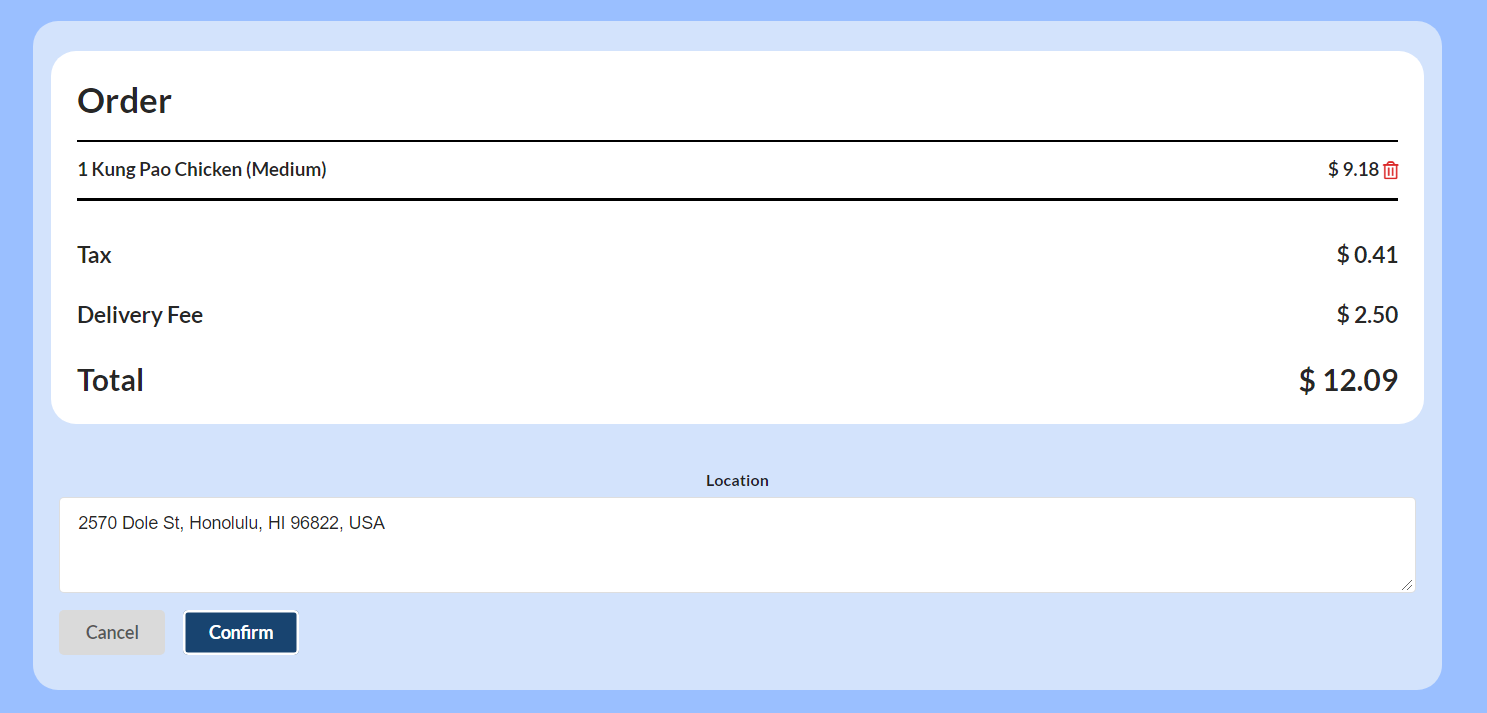 Order
1 Kung Pao Chicken (Medium) $ 9.18
Tax $ 0.41
Delivery Fee $ 2.50
Total $ 12.09
Location
2570 Dole St, Honolulu, HI 96822, USA
Cancel Confirm